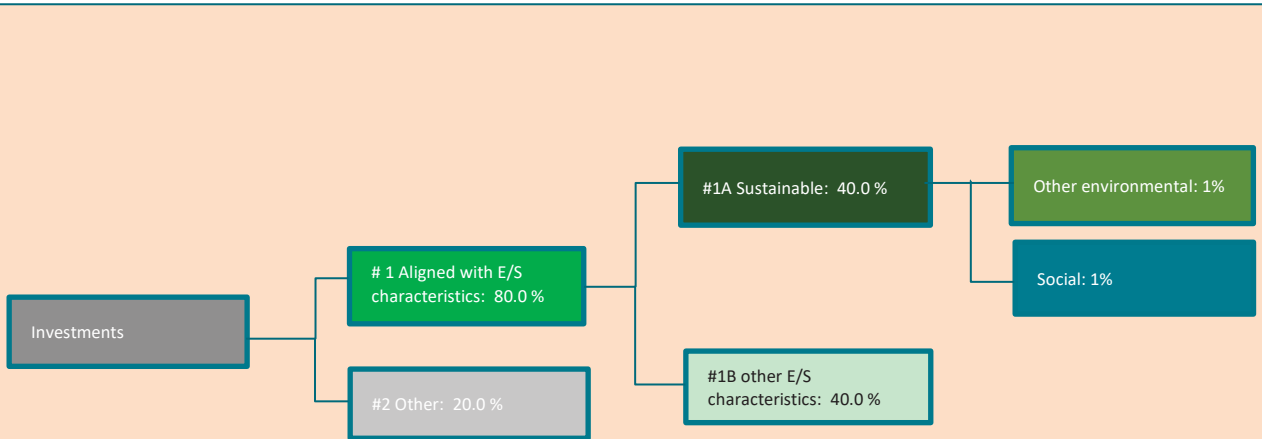 Investments
# 1 Aligned with E/S
characteristics: 80.0 %
#2 Other: 20.0 %
#1A Sustainable: 40.0 %
#1B other E/S
characteristics: 40.0 %
Other environmental: 1%
Social: 1%